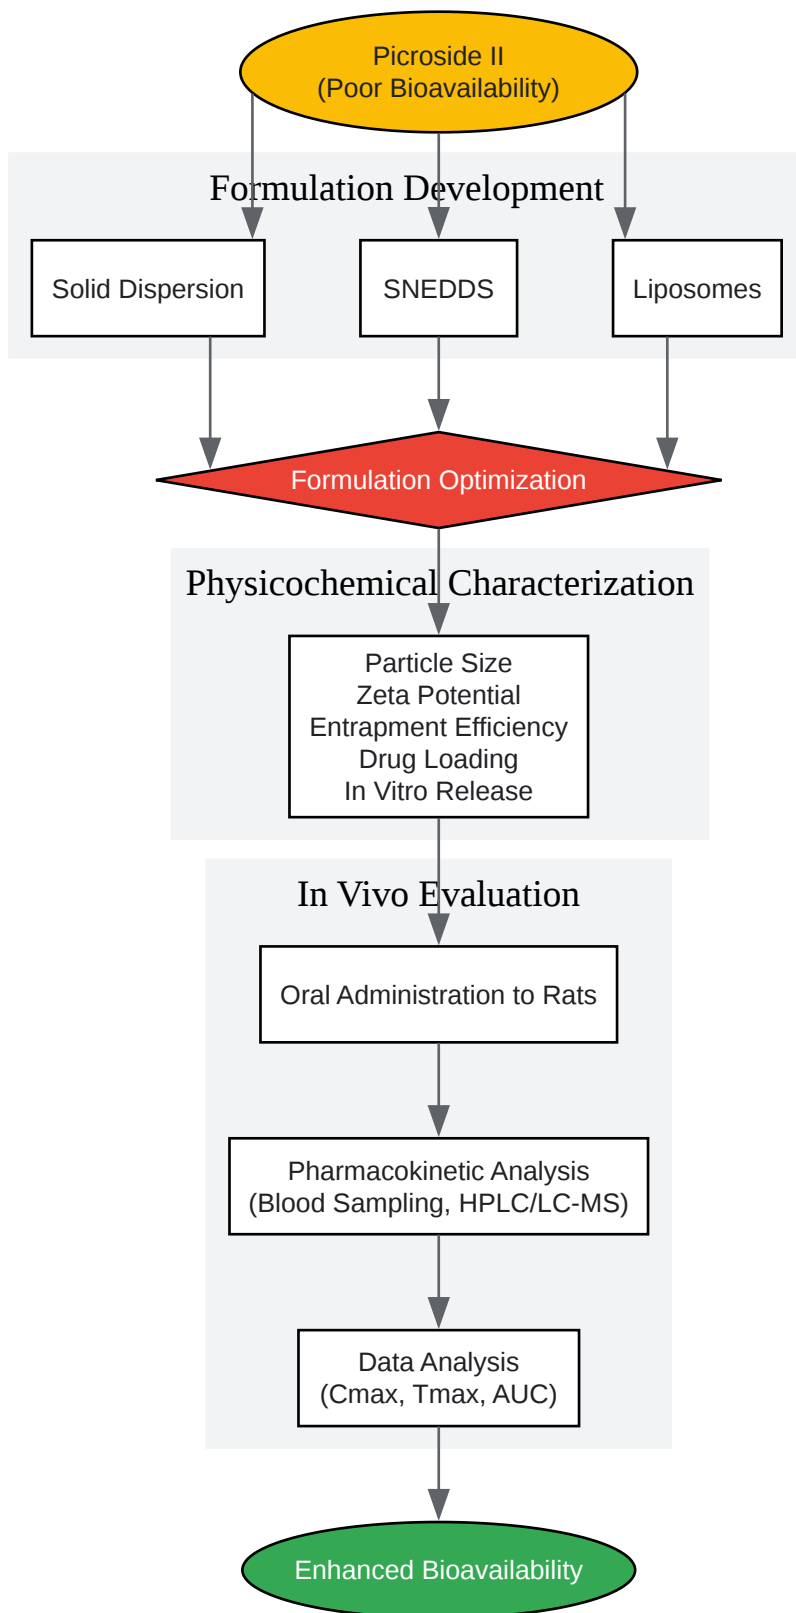 Picroside II
(Poor Bioavailability)
Formulation Development
Solid Dispersion
SNEDDS
Liposomes
Formulation Optimization
Physicochemical Characterization
Particle Size
Zeta Potential
Entrapment Efficiency
Drug Loading
In Vitro Release
In Vivo Evaluation
Oral Administration to Rats
Pharmacokinetic Analysis
(Blood Sampling, HPLC/LC-MS)
Data Analysis
(Cmax, Tmax, AUC)
Enhanced Bioavailability